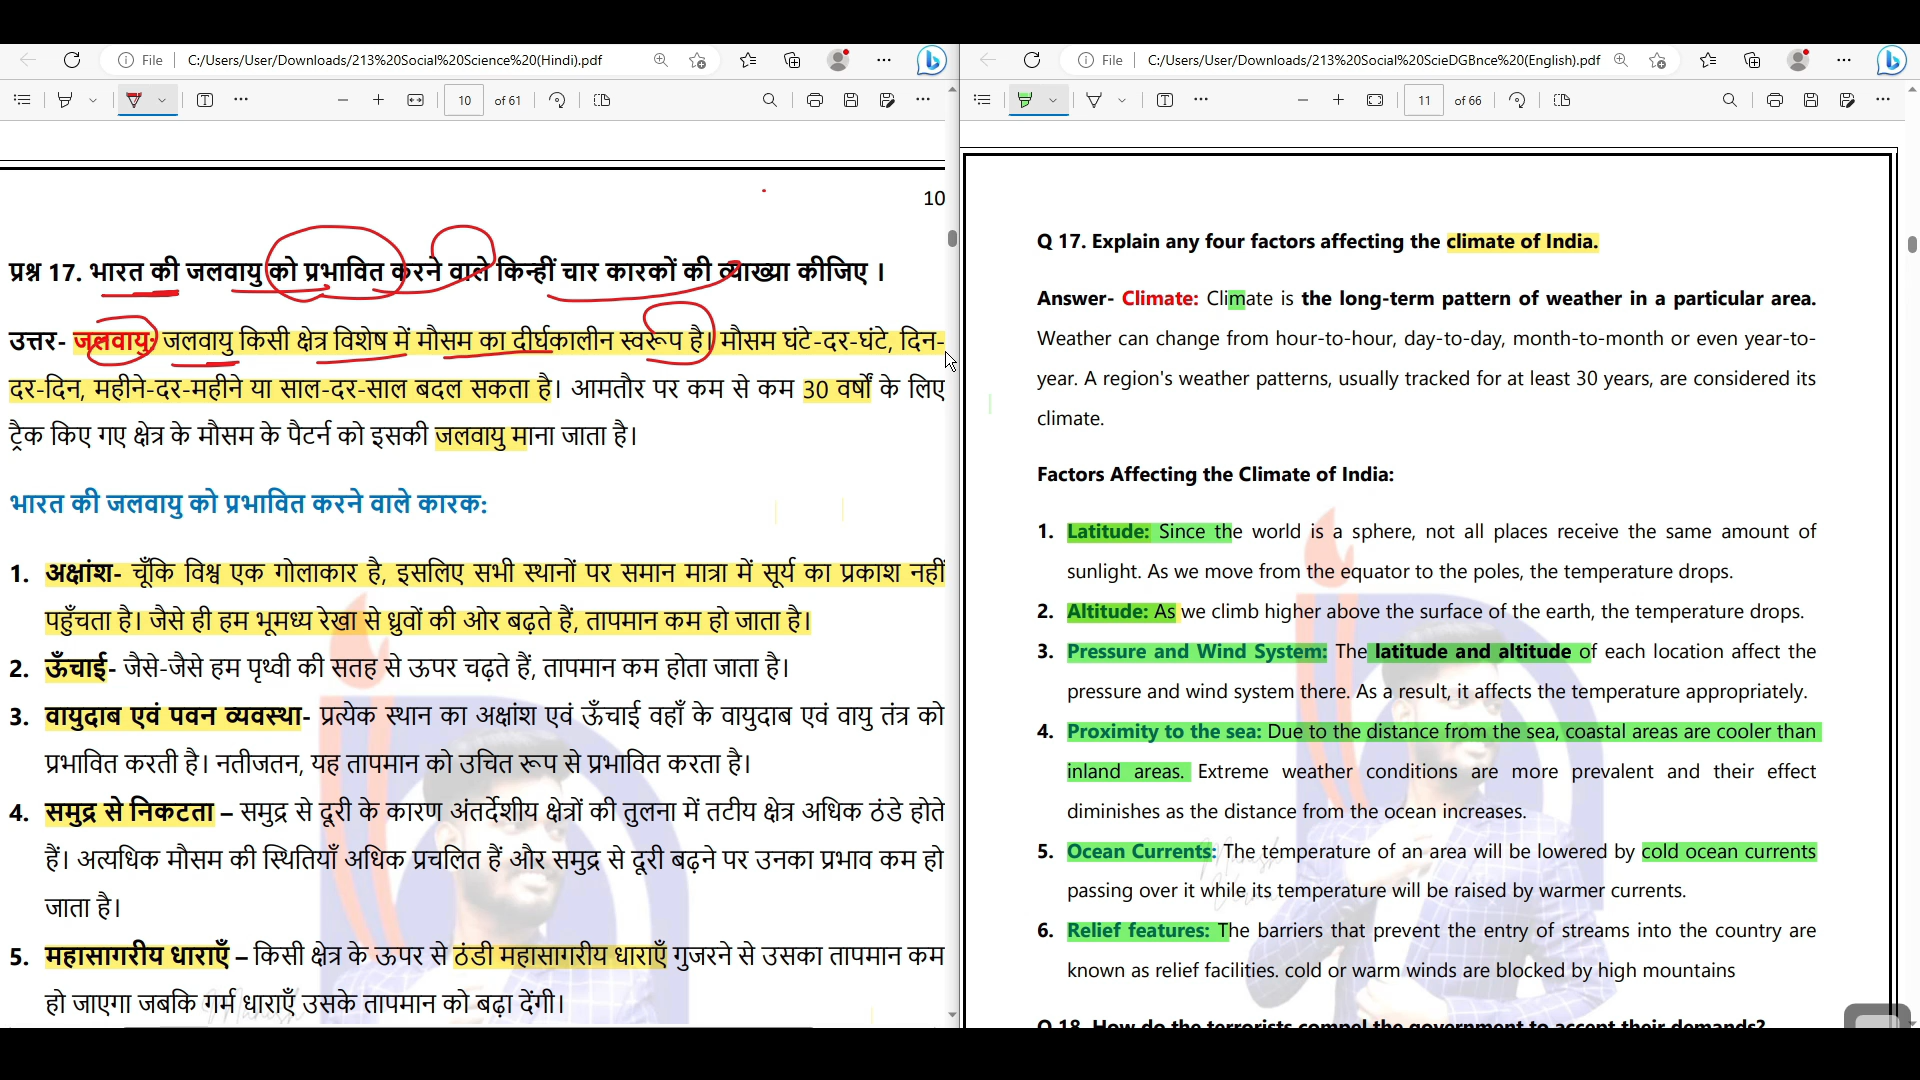 File
C:/Users/User/Downloads/213%20Social%20Science%20(Hindi).pdf
10
of 61
10
प्रश्न 17. भारत की जलवायु को प्रभावित करने वाले किन्हीं चार कारकों की व्याख्या कीजिए ।
उत्तर- जलवायु: जलवायु किसी क्षेत्र विशेष में मौसम का दीर्घकालीन स्वरूप है। मौसम घंटे-दर-घंटे, दिन-
दर-दिन, महीने-दर-महीने या साल-दर-साल बदल सकता है। आमतौर पर कम से कम 30 वर्षों के लिए
ट्रैक किए गए क्षेत्र के मौसम के पैटर्न को इसकी जलवायु माना जाता है।
भारत की जलवायु को प्रभावित करने वाले कारक:
1. अक्षांश- चूँकि विश्व एक गोलाकार है, इसलिए सभी स्थानों पर समान मात्रा में सूर्य का प्रकाश नहीं
पहुँचता है। जैसे ही हम भूमध्य रेखा से ध्रुवों की ओर बढ़ते हैं, तापमान कम हो जाता है।
2. ऊँचाई- जैसे-जैसे हम पृथ्वी की सतह से ऊपर चढ़ते हैं, तापमान कम होता जाता है।
3. वायुदाब एवं पवन व्यवस्था- प्रत्येक स्थान का अक्षांश एवं ऊँचाई वहाँ के वायुदाब एवं वायु तंत्र को
प्रभावित करती है। नतीजतन, यह तापमान को उचित रूप से प्रभावित करता है।
4. समुद्र से निकटता – समुद्र से दूरी के कारण अंतर्देशीय क्षेत्रों की तुलना में तटीय क्षेत्र अधिक ठंडे होते
हैं। अत्यधिक मौसम की स्थितियाँ अधिक प्रचलित हैं और समुद्र से दूरी बढ़ने पर उनका प्रभाव कम हो
जाता है।
5. महासागरीय धाराएँ – किसी क्षेत्र के ऊपर से ठंडी महासागरीय धाराएँ गुजरने से उसका तापमान कम
हो जाएगा जबकि गर्म धाराएँ उसके तापमान को बढ़ा देंगी।
File
C:/Users/User/Downloads/213%20Social%20ScieDGBnce%20(English).pdf
11
of 66
Q 17. Explain any four factors affecting the climate of India.
Answer- Climate: Climate is the long-term pattern of weather in a particular area.
Weather can change from hour-to-hour, day-to-day, month-to-month or even year-to-
year. A region's weather patterns, usually tracked for at least 30 years, are considered its
climate.
Factors Affecting the Climate of India:
1. Latitude: Since the world is a sphere, not all places receive the same amount of
sunlight. As we move from the equator to the poles, the temperature drops.
2. Altitude: As we climb higher above the surface of the earth, the temperature drops.
3. Pressure and Wind System: The latitude and altitude of each location affect the
pressure and wind system there. As a result, it affects the temperature appropriately.
4. Proximity to the sea: Due to the distance from the sea, coastal areas are cooler than
inland areas. Extreme weather conditions are more prevalent and their effect
diminishes as the distance from the ocean increases.
5. Ocean Currents: The temperature of an area will be lowered by cold ocean currents
passing over it while its temperature will be raised by warmer currents.
6. Relief features: The barriers that prevent the entry of streams into the country are
known as relief facilities. cold or warm winds are blocked by high mountains
Q 18. How do the terrorists compel the government to accept their demands?